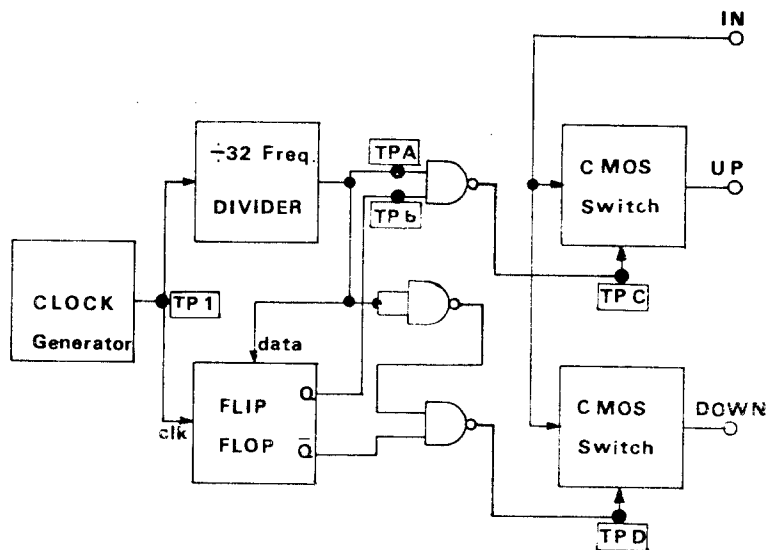 IN
÷32 Freq.
DIVIDER
TPA
TPb
CMOS
Switch
UP
CLOCK
Generator
TP1
TPC
data
clk
FLIP
FLOP
Q
Q̅
CMOS
Switch
DOWN
TPD